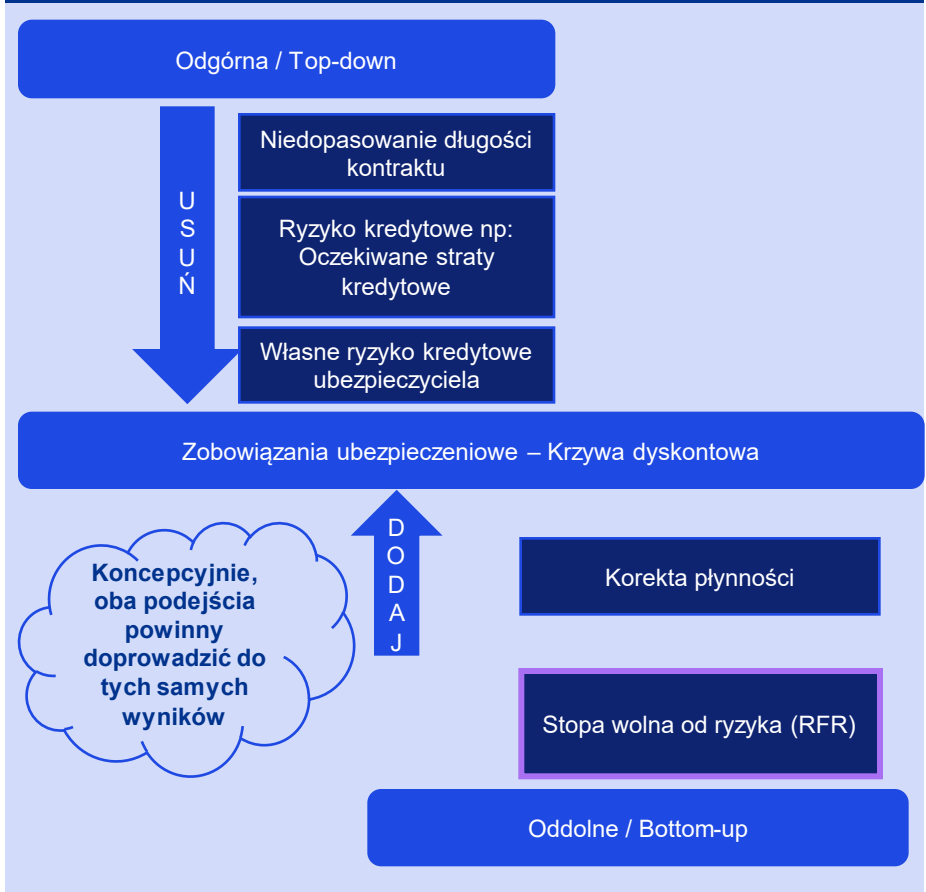 Odgórna / Top-down
Niedopasowanie długości
kontraktu
U
S
U
Ń
Ryzyko kredytowe np:
Oczekiwane straty
kredytowe
Własne ryzyko kredytowe
ubezpieczyciela
Zobowiązania ubezpieczeniowe – Krzywa dyskontowa
D
O
D
A
J
Koncepcyjnie,
oba podejścia
powinny
doprowadzić do
tych samych
wyników
Korekta płynności
Stopa wolna od ryzyka (RFR)
Oddolne / Bottom-up